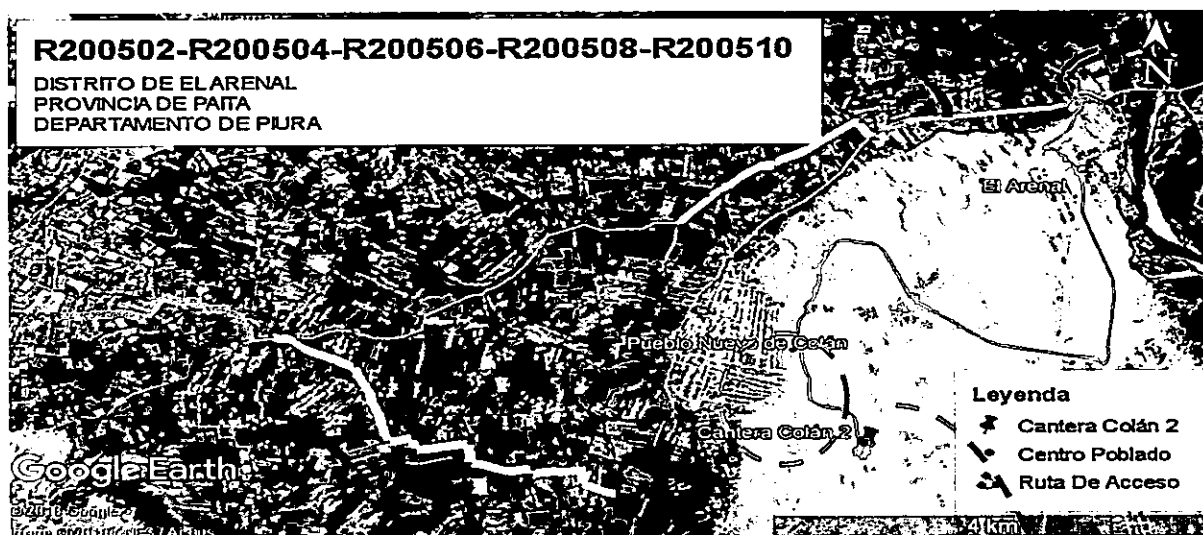 R200502-R200504-R200506-R200508-R200510
DISTRITO DE EL ARENAL
PROVINCIA DE PAITA
DEPARTAMENTO DE PIURA
N
El Arenal
Pueblo Nuevo de Colán
Cantera Colán 2
Leyenda
Cantera Colán 2
Centro Poblado
Ruta De Acceso
Google Earth
4 km